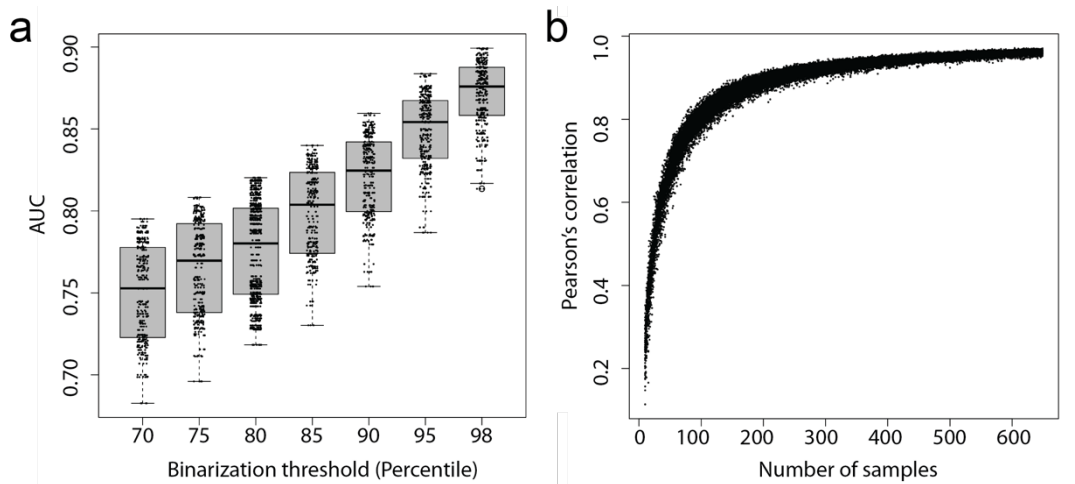 a
AUC
0.90
0.85
0.80
0.75
0.70
70 75 80 85 90 95 98
Binarization threshold (Percentile)
b
Pearson's correlation
1.0
0.8
0.6
0.4
0.2
0 100 200 300 400 500 600
Number of samples